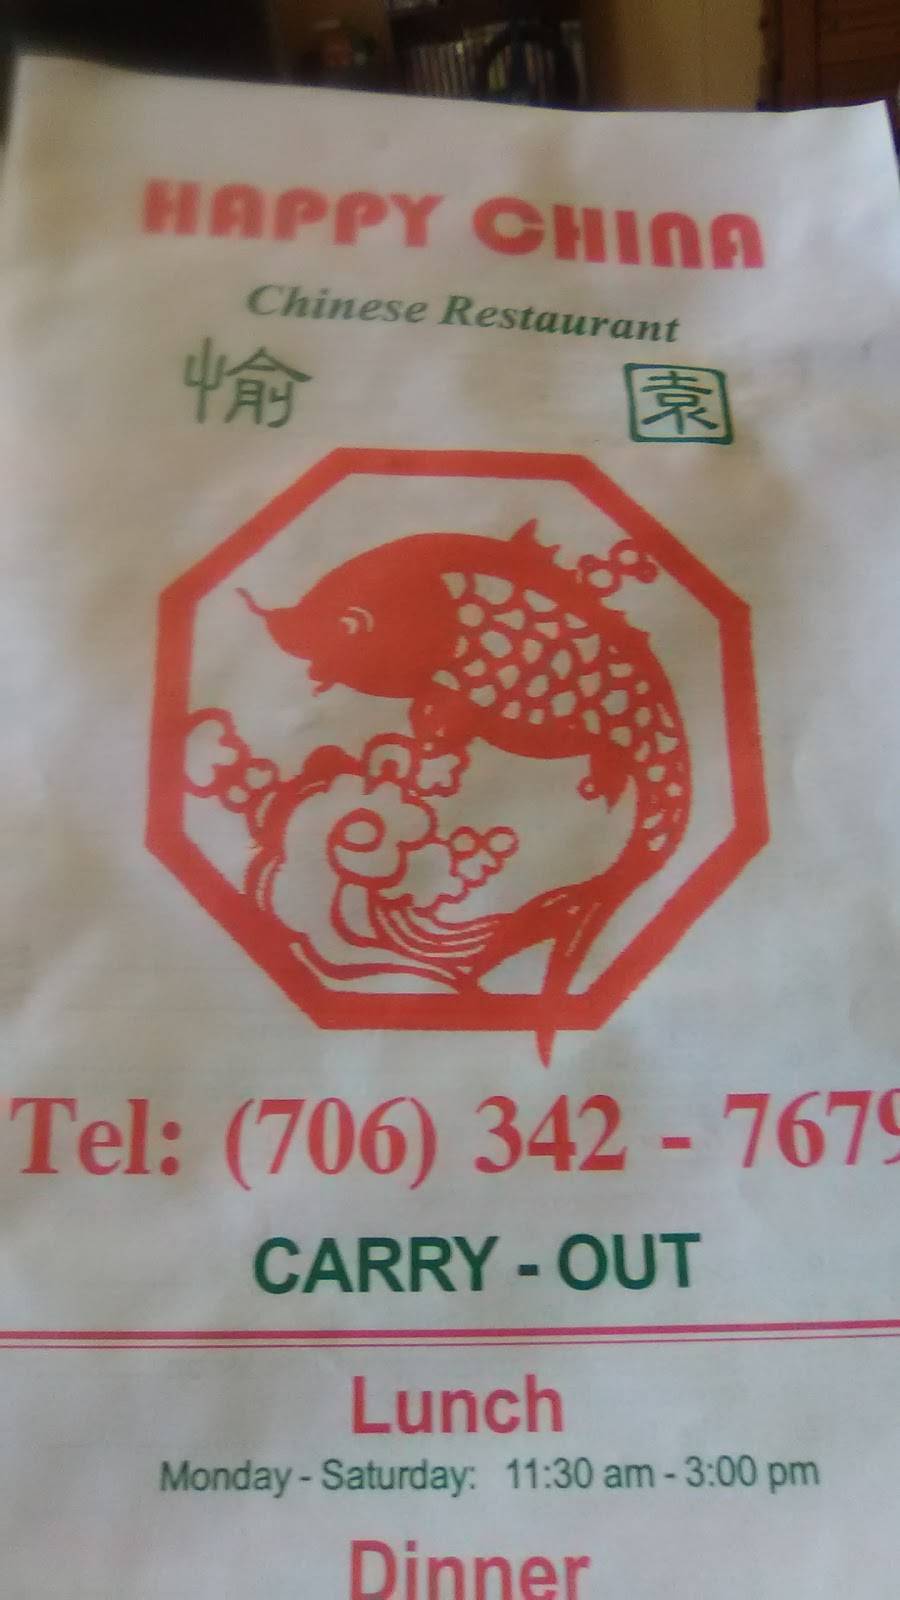 HAPPY CHINA
Chinese Restaurant
愉 園
Tel: (706) 342 - 7679
CARRY - OUT
Lunch
Monday - Saturday: 11:30 am - 3:00 pm
Dinner